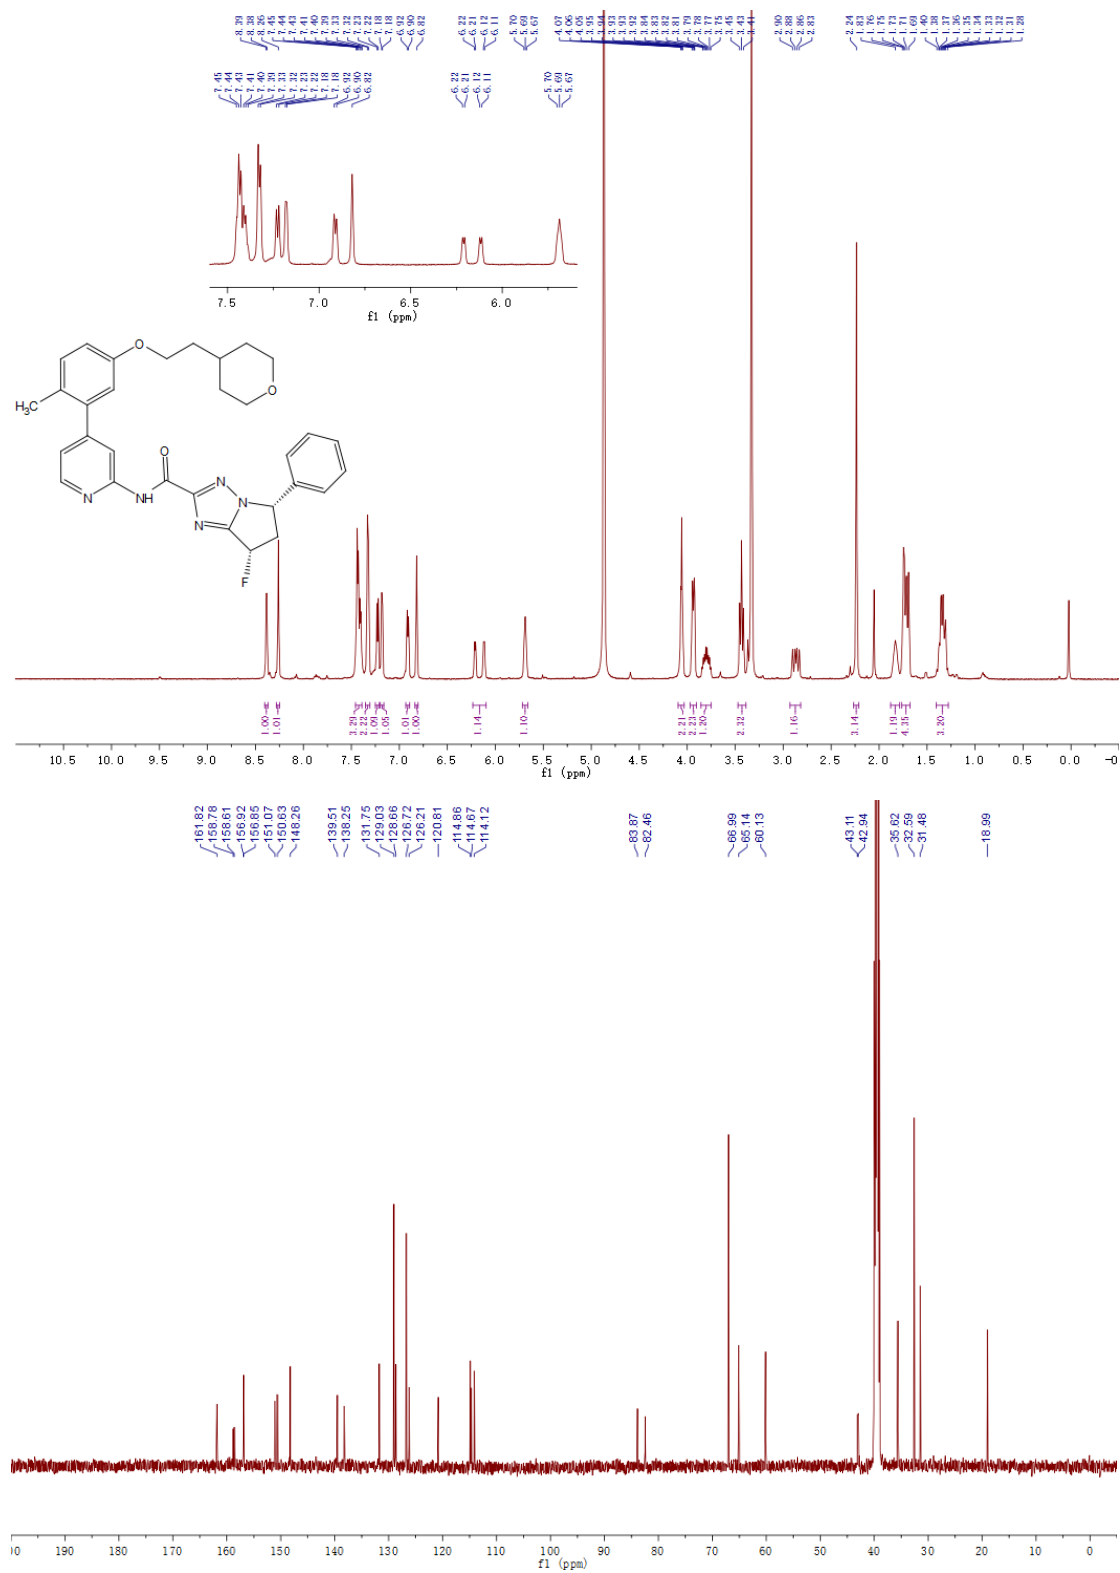 8.39 8.38 8.26 7.45 7.44 7.43 7.41 7.40 7.39 7.33 7.32 7.23 7.22 7.18 7.18 6.92 6.90 6.82 6.22 6.21 6.12 6.11 5.70 5.69 5.67 4.07 4.06 4.05 3.95 3.94 3.93 3.93 3.92 3.84 3.83 3.82 3.81 3.79 3.78 3.77 3.75 3.45 3.43 3.41 2.90 2.88 2.86 2.83 2.24 1.83 1.76 1.75 1.73 1.71 1.69 1.40 1.38 1.37 1.36 1.35 1.34 1.33 1.32 1.31 1.28
7.45 7.44 7.43 7.41 7.40 7.39 7.33 7.32 7.23 7.22 7.18 7.18 6.92 6.90 6.82 6.22 6.21 6.12 6.11 5.70 5.69 5.67
7.5 7.0 6.5 6.0
f1 (ppm)
O
O
H₃C
O
N
N
N
NH
N
F
1.00 1.01 3.29 2.22 1.09 1.05 1.01 1.00 1.14 1.10 2.21 2.23 1.20 2.32 1.16 3.14 1.19 4.35 3.20
10.5 10.0 9.5 9.0 8.5 8.0 7.5 7.0 6.5 6.0 5.5 5.0 4.5 4.0 3.5 3.0 2.5 2.0 1.5 1.0 0.5 0.0 -0
f1 (ppm)
161.82 158.78 158.61 156.92 156.85 151.07 150.63 148.26 139.51 138.25 131.75 129.03 128.66 126.72 126.21 120.81 114.86 114.67 114.12 83.87 82.46 66.99 65.14 60.13 43.11 42.94 35.62 32.59 31.48 18.99
00 190 180 170 160 150 140 130 120 110 100 90 80 70 60 50 40 30 20 10 0
f1 (ppm)